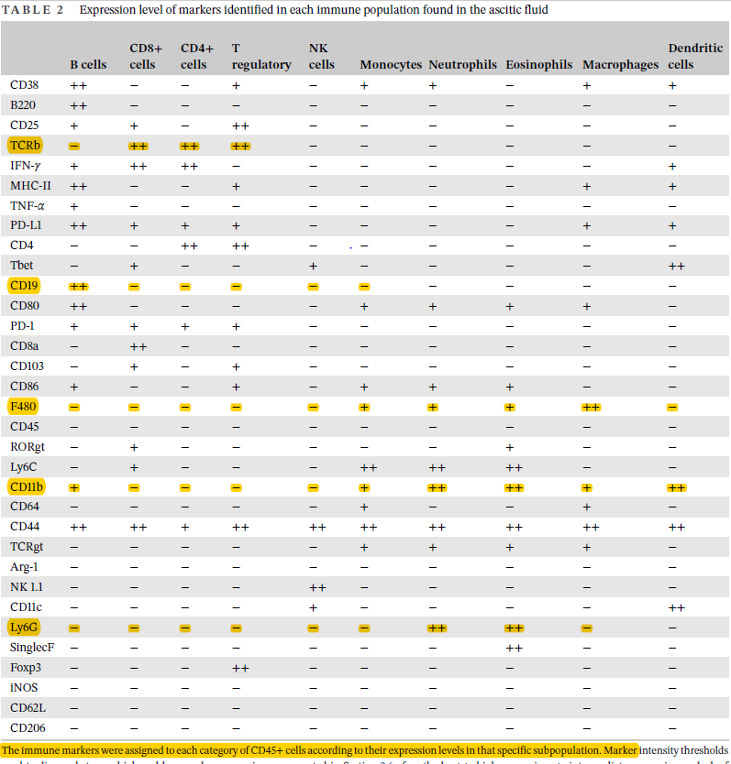 TABLE 2 Expression level of markers identified in each immune population found in the ascitic fluid
B cells CD8+ cells CD4+ cells T regulatory NK cells Monocytes Neutrophils Eosinophils Macrophages Dendritic cells
CD38 ++ − − + − + + − + +
B220 ++ − − − − − − − − −
CD25 + + − ++ − − − − − −
TCRb − ++ ++ ++ − − − − − −
IFN-γ + ++ ++ − − − − − − +
MHC-II ++ − − + − − − − + +
TNF-α + − − − − − − − − −
PD-L1 ++ + + + − − − − + +
CD4 − − ++ ++ − − − − − −
Tbet − + − − + − − − − ++
CD19 ++ − − − − − − − − −
CD80 ++ − − − − + + + + −
PD-1 + + + + − − − − − −
CD8a − ++ − − − − − − − −
CD103 − + − + − − − − − −
CD86 + − − + − + + + − −
F480 − − − − − + + + ++ −
CD45 − − − − − − − − − −
RORgt − + − − − − − + − −
Ly6C − + − − − ++ ++ ++ − −
CD11b + − − − − + ++ ++ + ++
CD64 − − − − − + − − + −
CD44 ++ ++ + ++ ++ ++ ++ ++ ++ ++
TCRgt − − − − − + + + + −
Arg-1 − − − − − − − − − −
NK 1.1 − − − − ++ − − − − −
CD11c − − − − + − − − − ++
Ly6G − − − − − − ++ ++ − −
SinglecF − − − − − − − ++ − −
Foxp3 − − − ++ − − − − − −
iNOS − − − − − − − − − −
CD62L − − − − − − − − − −
CD206 − − − − − − − − − −
The immune markers were assigned to each category of CD45+ cells according to their expression levels in that specific subpopulation. Marker intensity thresholds